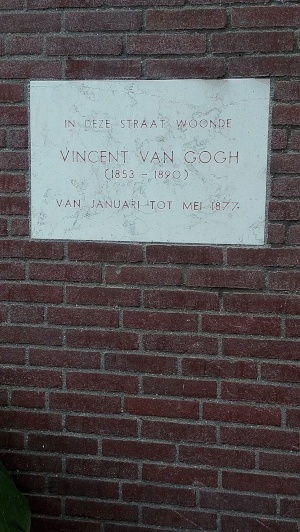 IN DEZE STRAAT WOONDE
VINCENT VAN GOGH
(1853 - 1890)
VAN JANUARI TOT MEI 1877